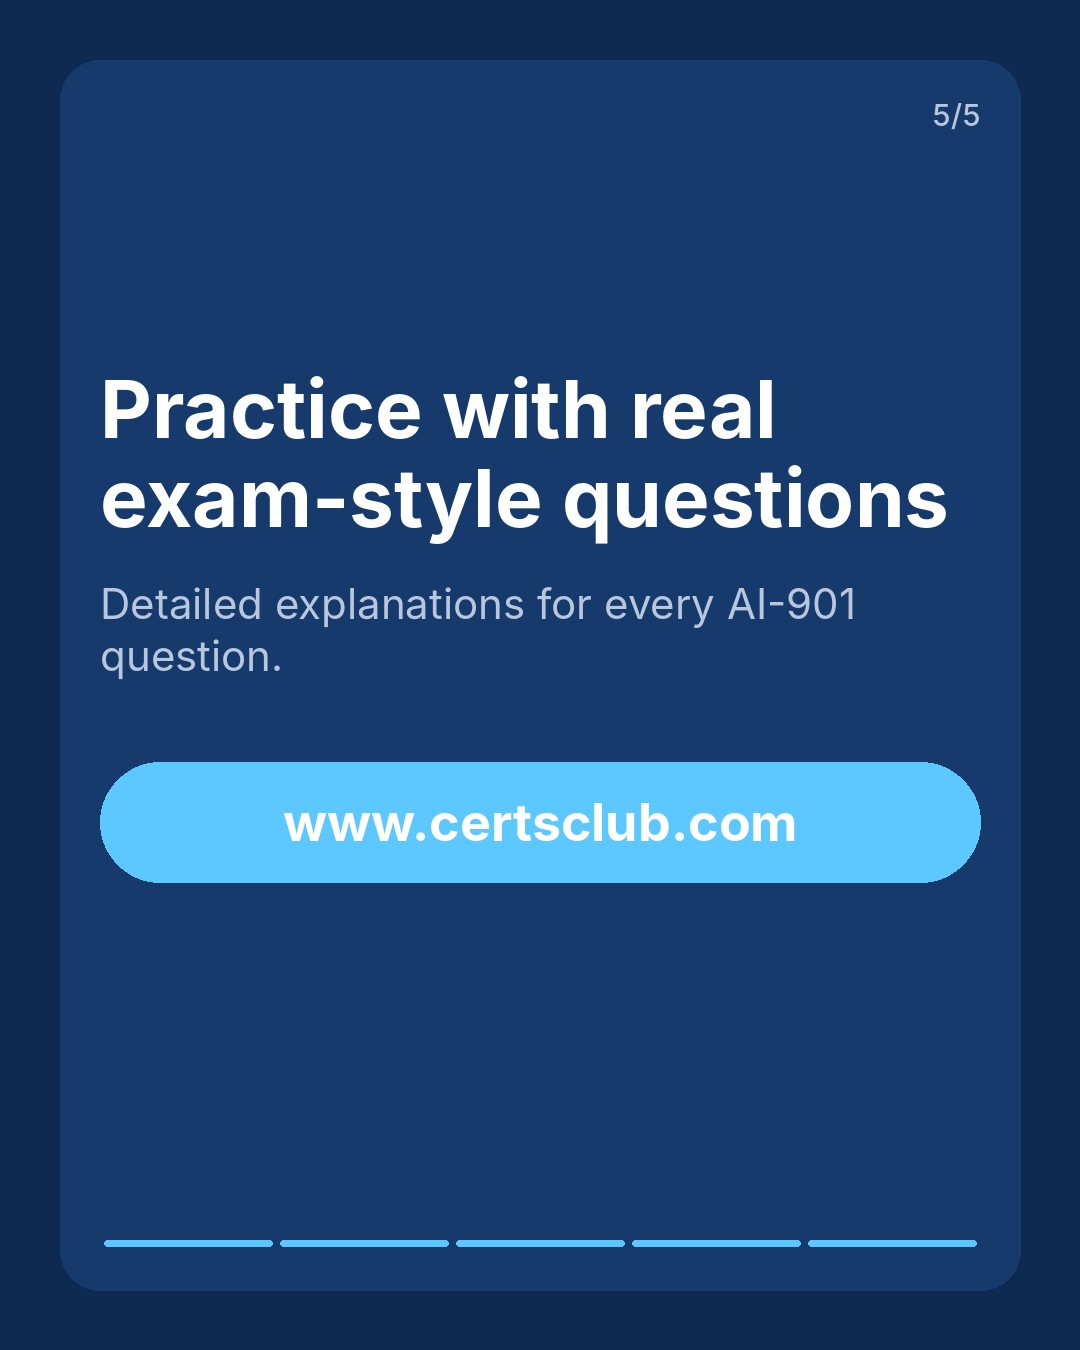 5/5
Practice with real
exam-style questions
Detailed explanations for every AI-901
question.
www.certsclub.com